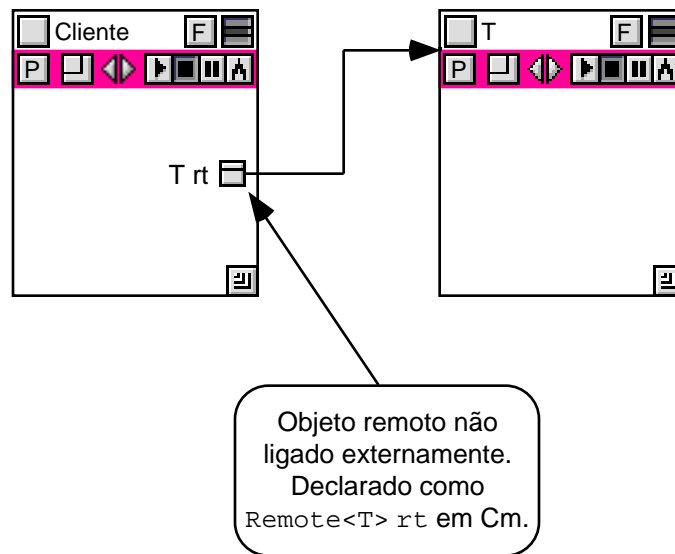 Cliente F
T F
P
P
T rt
Objeto remoto não
ligado externamente.
Declarado como
Remote<T> rt em Cm.